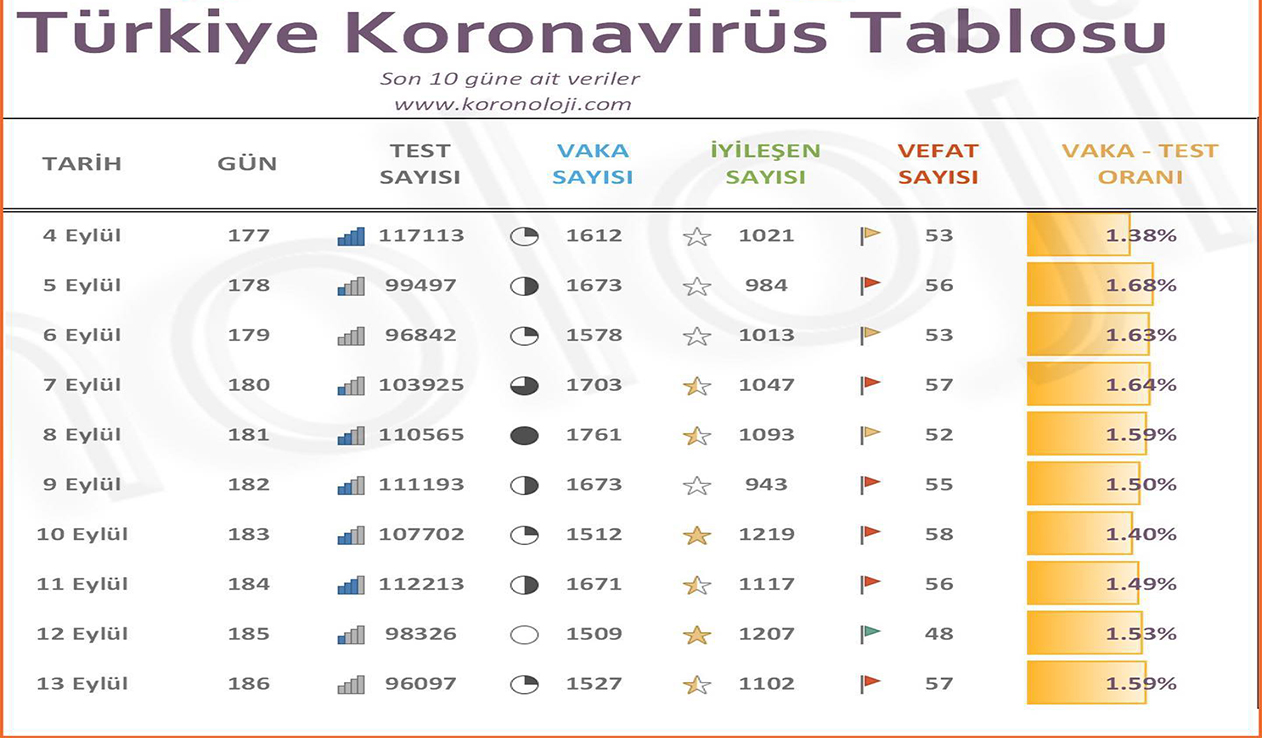 Türkiye Koronavirüs Tablosu
Son 10 güne ait veriler
www.koronoloji.com
TARİH GÜN TEST SAYISI VAKA SAYISI İYİLEŞEN SAYISI VEFAT SAYISI VAKA - TEST ORANI
4 Eylül 177 117113 1612 1021 53 1.38%
5 Eylül 178 99497 1673 984 56 1.68%
6 Eylül 179 96842 1578 1013 53 1.63%
7 Eylül 180 103925 1703 1047 57 1.64%
8 Eylül 181 110565 1761 1093 52 1.59%
9 Eylül 182 111193 1673 943 55 1.50%
10 Eylül 183 107702 1512 1219 58 1.40%
11 Eylül 184 112213 1671 1117 56 1.49%
12 Eylül 185 98326 1509 1207 48 1.53%
13 Eylül 186 96097 1527 1102 57 1.59%